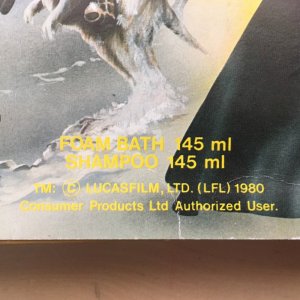 FOAM BATH 145 ml
SHAMPOO 145 ml
TM: © LUCASFILM, LTD. (LFL) 1980
Consumer Products Ltd Authorized User.